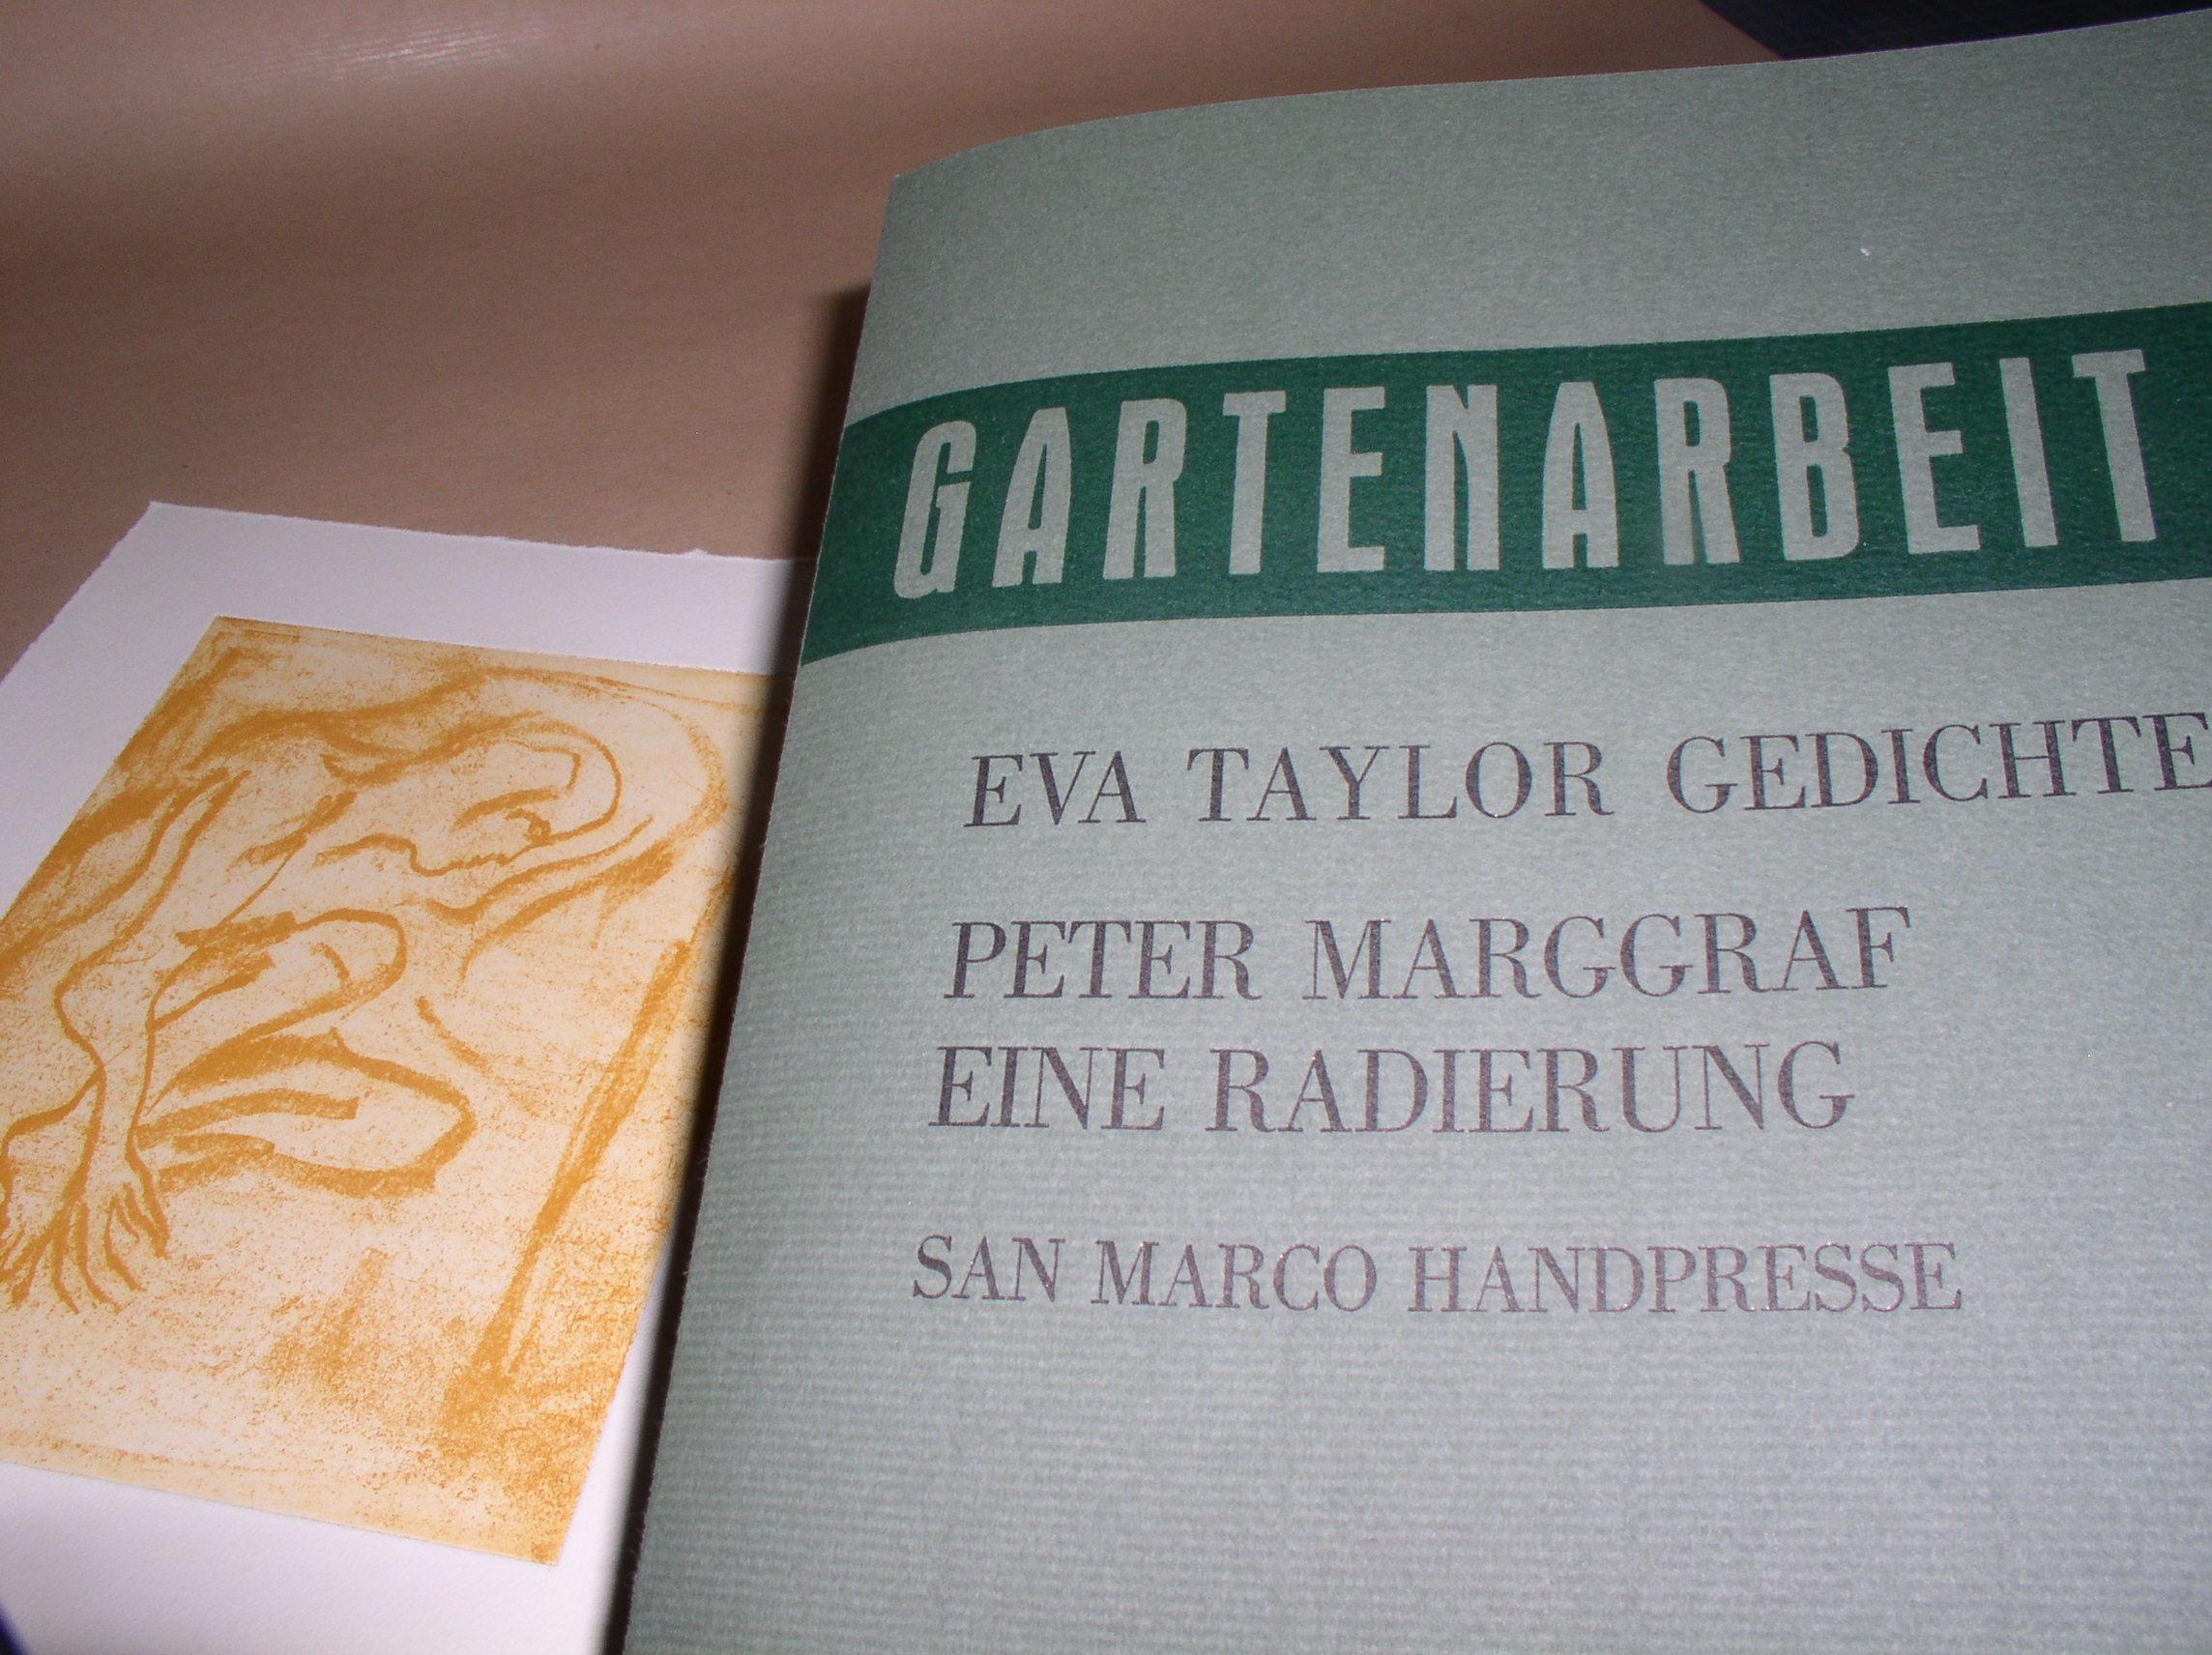 GARTENARBEIT
EVA TAYLOR GEDICHTE
PETER MARGGRAF
EINE RADIERUNG
SAN MARCO HANDPRESSE